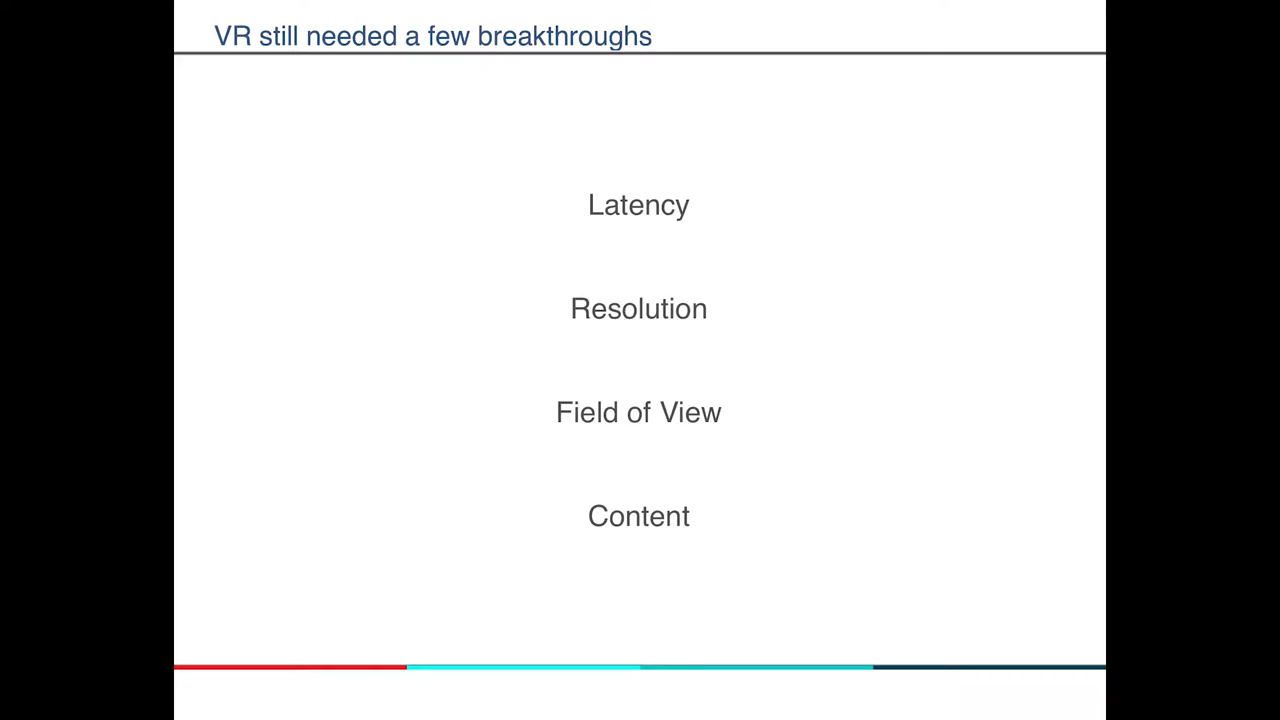 VR still needed a few breakthroughs
Latency
Resolution
Field of View
Content